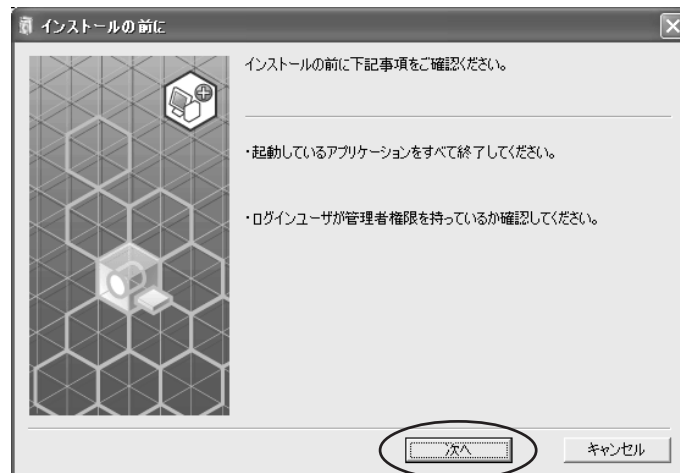 インストールの前に
インストールの前に下記事項をご確認ください。
・起動しているアプリケーションをすべて終了してください。
・ログインユーザが管理者権限を持っているか確認してください。
次へ
キャンセル